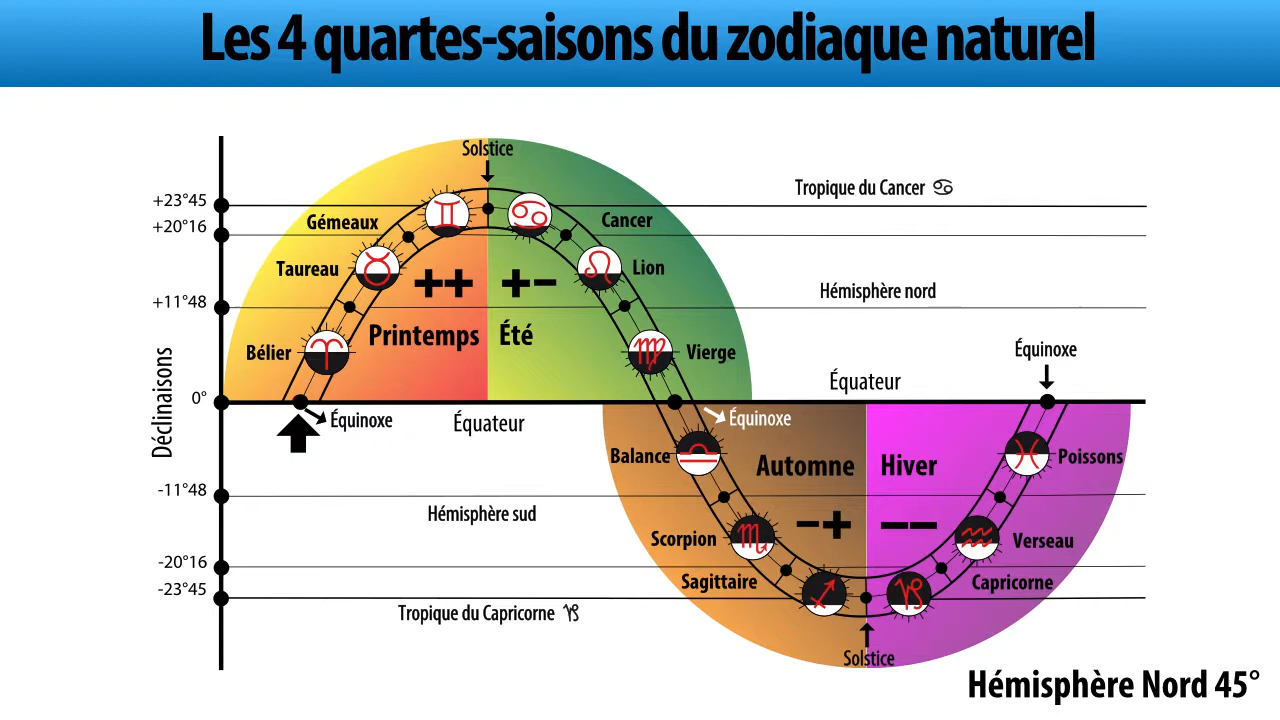 Les 4 quartes-saisons du zodiaque naturel
Solstice
Tropique du Cancer ♋
+23°45
+20°16
Gémeaux
Cancer
Taureau
Lion
++
+−
Hémisphère nord
+11°48
Bélier
Printemps
Été
Vierge
Équinoxe
Déclinaisons
0°
Équateur
Équinoxe
Équateur
Équinoxe
Balance
Automne
Hiver
Poissons
-11°48
Hémisphère sud
−+
−−
Scorpion
Verseau
-20°16
Sagittaire
Capricorne
-23°45
Tropique du Capricorne ♑
Solstice
Hémisphère Nord 45°